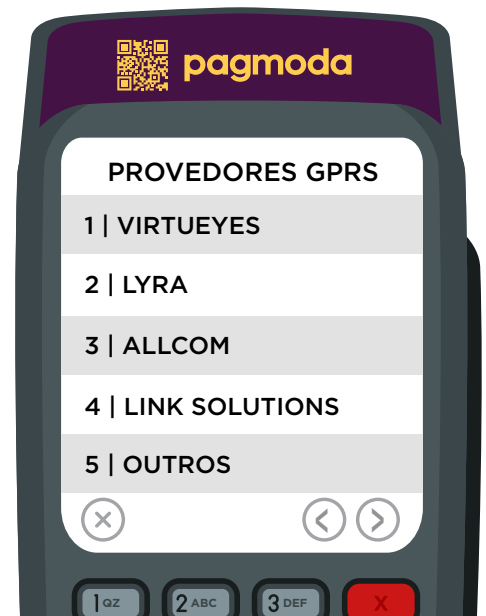 pagmoda
PROVEDORES GPRS
1 | VIRTUEYES
2 | LYRA
3 | ALLCOM
4 | LINK SOLUTIONS
5 | OUTROS
1 QZ 2 ABC 3 DEF X